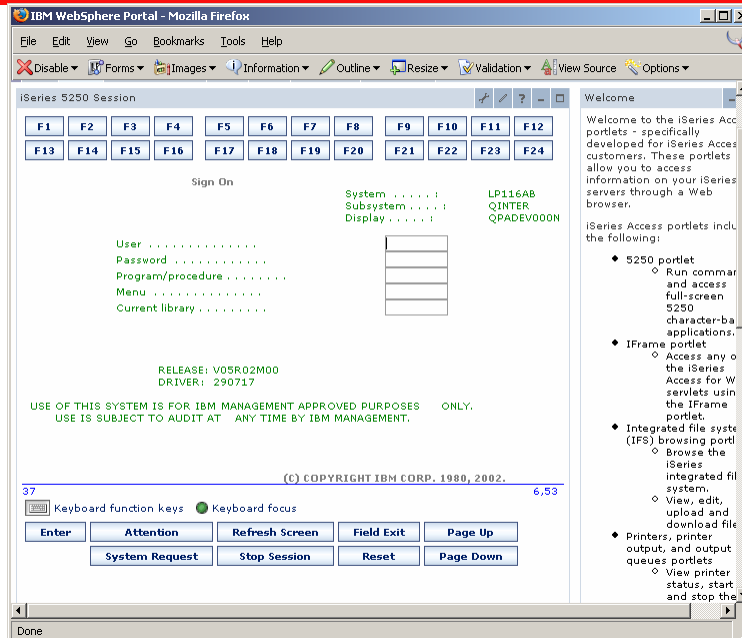 IBM WebSphere Portal - Mozilla Firefox
File Edit View Go Bookmarks Tools Help
Disable Forms Images Information Outline Resize Validation View Source Options
iSeries 5250 Session
F1 F2 F3 F4 F5 F6 F7 F8 F9 F10 F11 F12
F13 F14 F15 F16 F17 F18 F19 F20 F21 F22 F23 F24
Sign On
System . . . . . :
LP116AB
Subsystem . . . . :
QINTER
Display . . . . . :
QPADEV000N
User . . . . . . . . . . . . . .
Password . . . . . . . . . . . .
Program/procedure . . . . . . . .
Menu . . . . . . . . . . . . . .
Current library . . . . . . . . .
RELEASE: V05R02M00
DRIVER: 290717
USE OF THIS SYSTEM IS FOR IBM MANAGEMENT APPROVED PURPOSES ONLY.
USE IS SUBJECT TO AUDIT AT ANY TIME BY IBM MANAGEMENT.
(C) COPYRIGHT IBM CORP. 1980, 2002.
37
6,53
Keyboard function keys Keyboard focus
Enter Attention Refresh Screen Field Exit Page Up
System Request Stop Session Reset Page Down
Welcome
Welcome to the iSeries Acc
portlets - specifically
developed for iSeries Acces
customers. These portlets
allow you to access
information on your iSeries
servers through a Web
browser.
iSeries Access portlets inclu
the following:
5250 portlet
Run comman
and access
full-screen
5250
character-ba
applications.
IFrame portlet
Access any o
the iSeries
Access for W
servlets usin
the IFrame
portlet.
Integrated file syste
(IFS) browsing portl
Browse the
iSeries
integrated fil
system.
View, edit,
upload and
download file
Printers, printer
output, and output
queues portlets
View printer
status, start
and stop the
Done